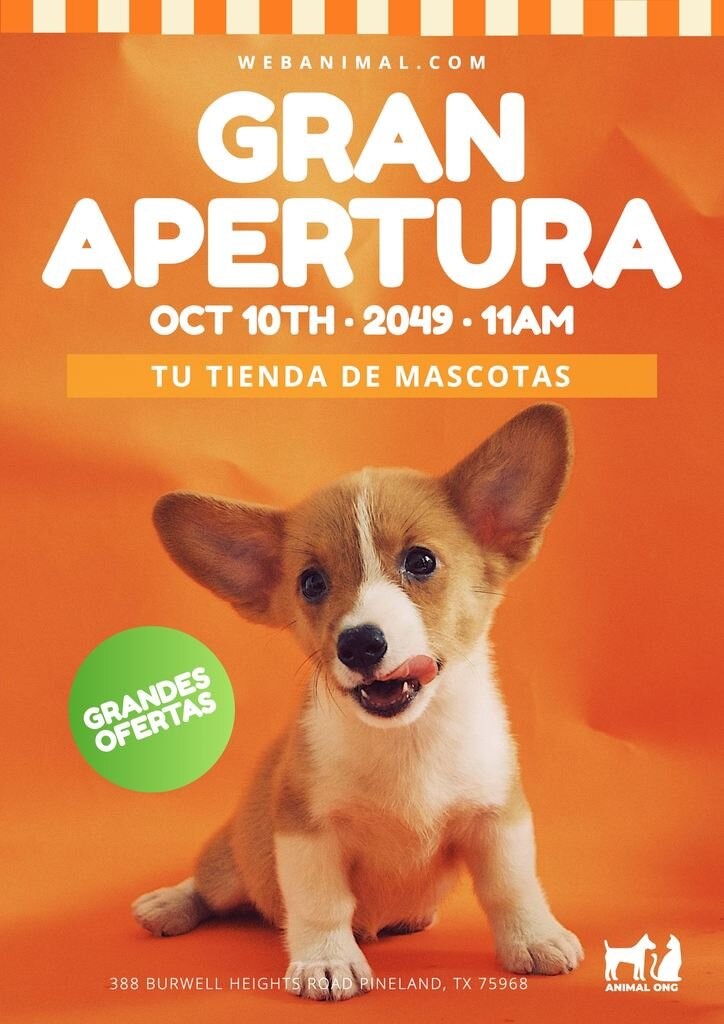 WEBANIMAL.COM
GRAN
APERTURA
OCT 10TH • 2049 • 11AM
TU TIENDA DE MASCOTAS
GRANDES
OFERTAS
388 BURWELL HEIGHTS ROAD PINELAND, TX 75968
ANIMAL ONG